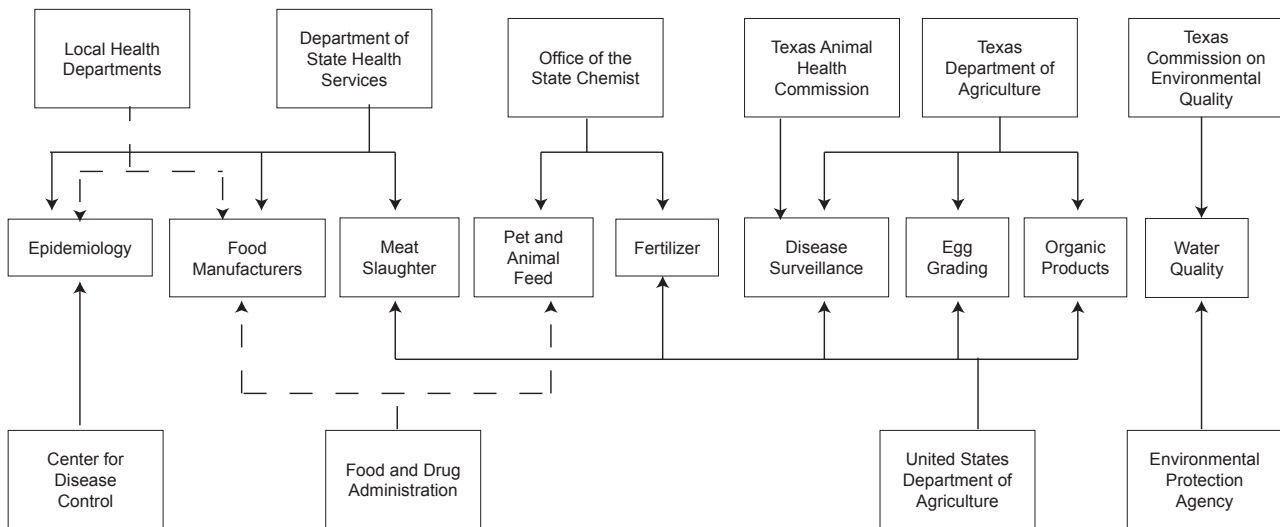 Local Health
Departments
Department of
State Health
Services
Office of the
State Chemist
Texas Animal
Health
Commission
Texas
Department of
Agriculture
Texas
Commission on
Environmental
Quality
Epidemiology
Food
Manufacturers
Meat
Slaughter
Pet and
Animal
Feed
Fertilizer
Disease
Surveillance
Egg
Grading
Organic
Products
Water
Quality
Center for
Disease
Control
Food and Drug
Administration
United States
Department of
Agriculture
Environmental
Protection
Agency